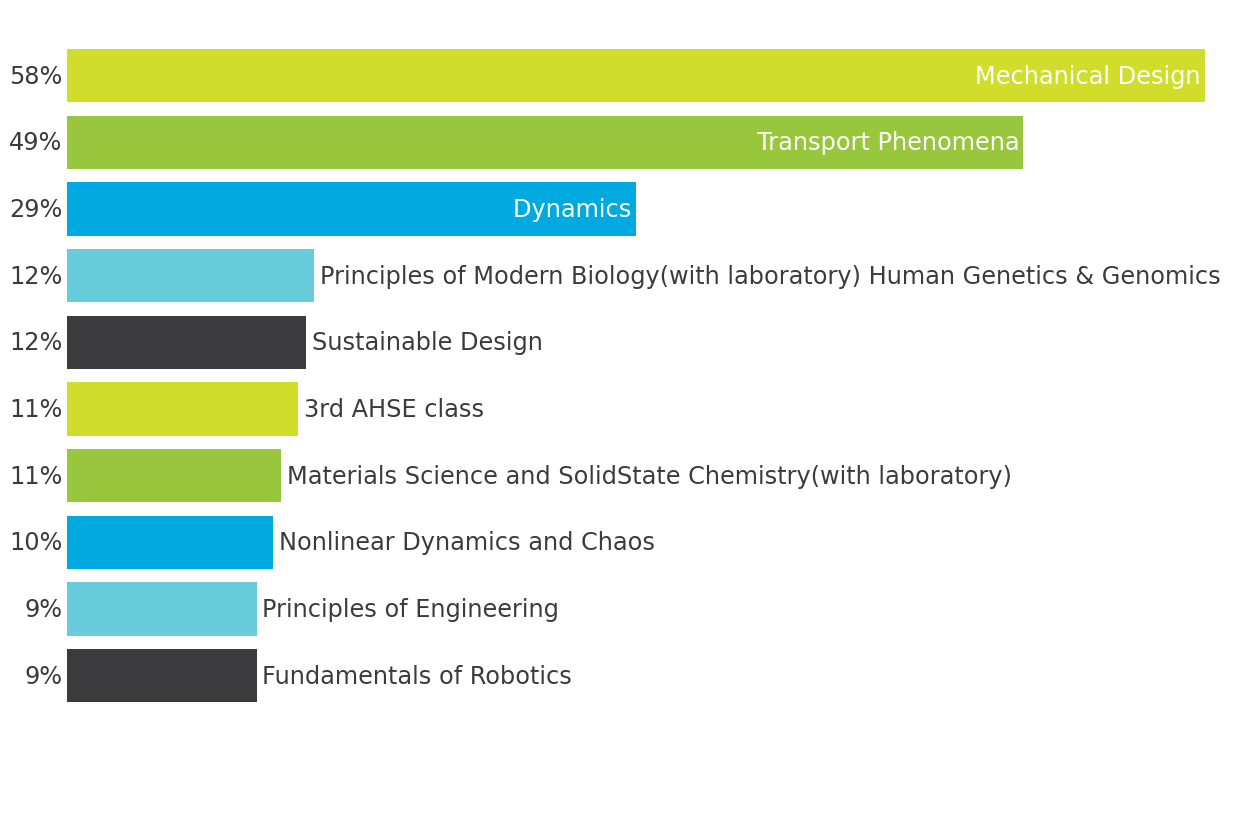 58% Mechanical Design
49% Transport Phenomena
29% Dynamics
12% Principles of Modern Biology(with laboratory) Human Genetics & Genomics
12% Sustainable Design
11% 3rd AHSE class
11% Materials Science and SolidState Chemistry(with laboratory)
10% Nonlinear Dynamics and Chaos
9% Principles of Engineering
9% Fundamentals of Robotics